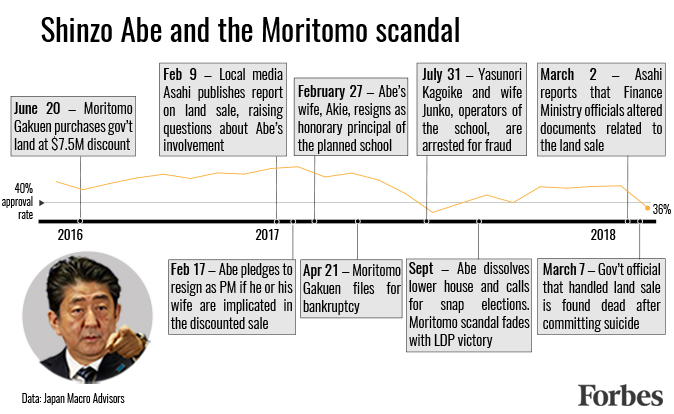 Shinzo Abe and the Moritomo scandal
June 20 – Moritomo
Gakuen purchases gov't
land at $7.5M discount
Feb 9 – Local media
Asahi publishes report
on land sale, raising
questions about Abe's
involvement
February 27 – Abe's
wife, Akie, resigns as
honorary principal of
the planned school
July 31 – Yasunori
Kagoike and wife
Junko, operators of
the school, are
arrested for fraud
March 2 – Asahi
reports that Finance
Ministry officials altered
documents related to
the land sale
40%
approval
rate
36%
2016
2017
2018
Feb 17 – Abe pledges to
resign as PM if he or his
wife are implicated in
the discounted sale
Apr 21 – Moritomo
Gakuen files for
bankruptcy
Sept – Abe dissolves
lower house and calls
for snap elections.
Moritomo scandal fades
with LDP victory
March 7 – Gov't official
that handled land sale
is found dead after
committing suicide
Data: Japan Macro Advisors
Forbes